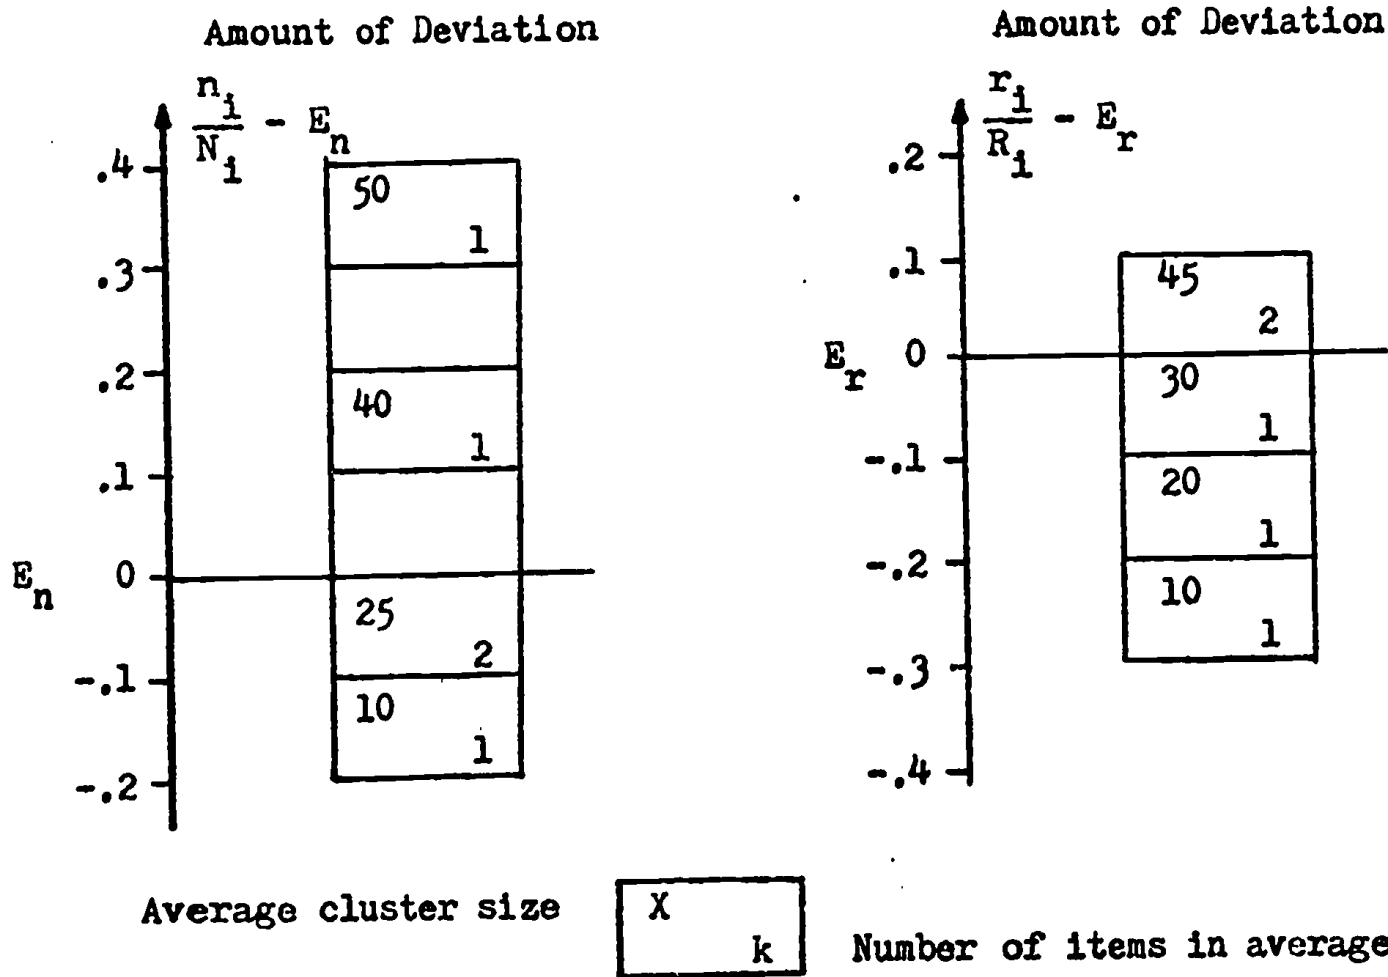 Amount of Deviation
n_i/N_i - E_n
.4
.3
.2
.1
E_n 0
-.1
-.2
50
1
40
1
25
2
10
1
Amount of Deviation
r_i/R_i - E_r
.2
.1
E_r 0
-.1
-.2
-.3
-.4
45
2
30
1
20
1
10
1
Average cluster size
X
k
Number of items in average